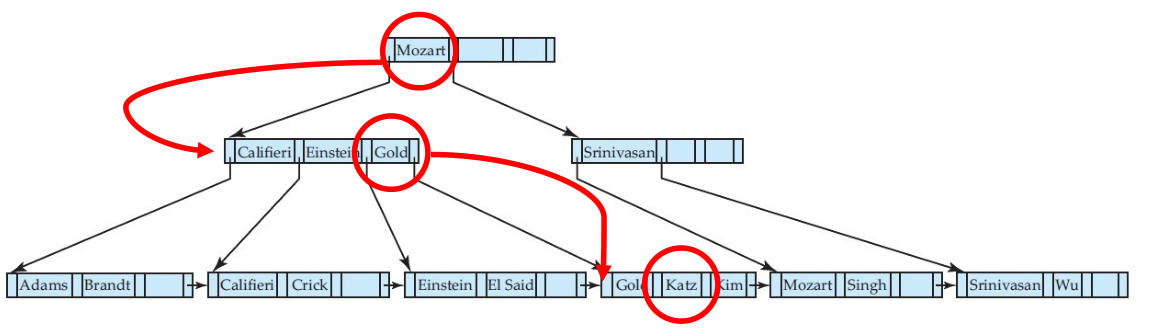 Mozart
Califieri Einstein Gold Srinivasan
Adams Brandt Califieri Crick Einstein El Said Gold Katz Kim Mozart Singh Srinivasan Wu